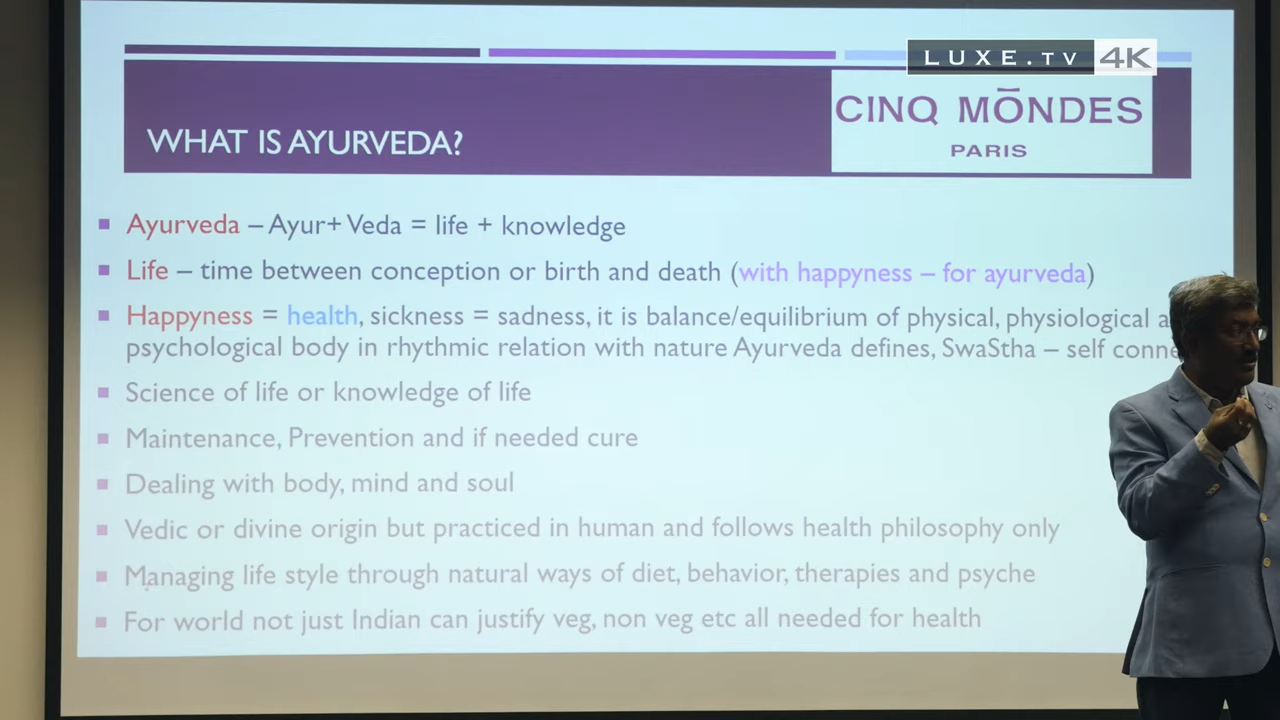 LUXE.TV 4K
CINQ MŌNDES
PARIS
WHAT IS AYURVEDA?
Ayurveda – Ayur+ Veda = life + knowledge
Life – time between conception or birth and death (with happyness – for ayurveda)
Happyness = health, sickness = sadness, it is balance/equilibrium of physical, physiological
psychological body in rhythmic relation with nature Ayurveda defines, SwaStha – self
Science of life or knowledge of life
Maintenance, Prevention and if needed cure
Dealing with body, mind and soul
Vedic or divine origin but practiced in human and follows health philosophy only
Managing life style through natural ways of diet, behavior, therapies and psyche
For world not just Indian can justify veg, non veg etc all needed for health